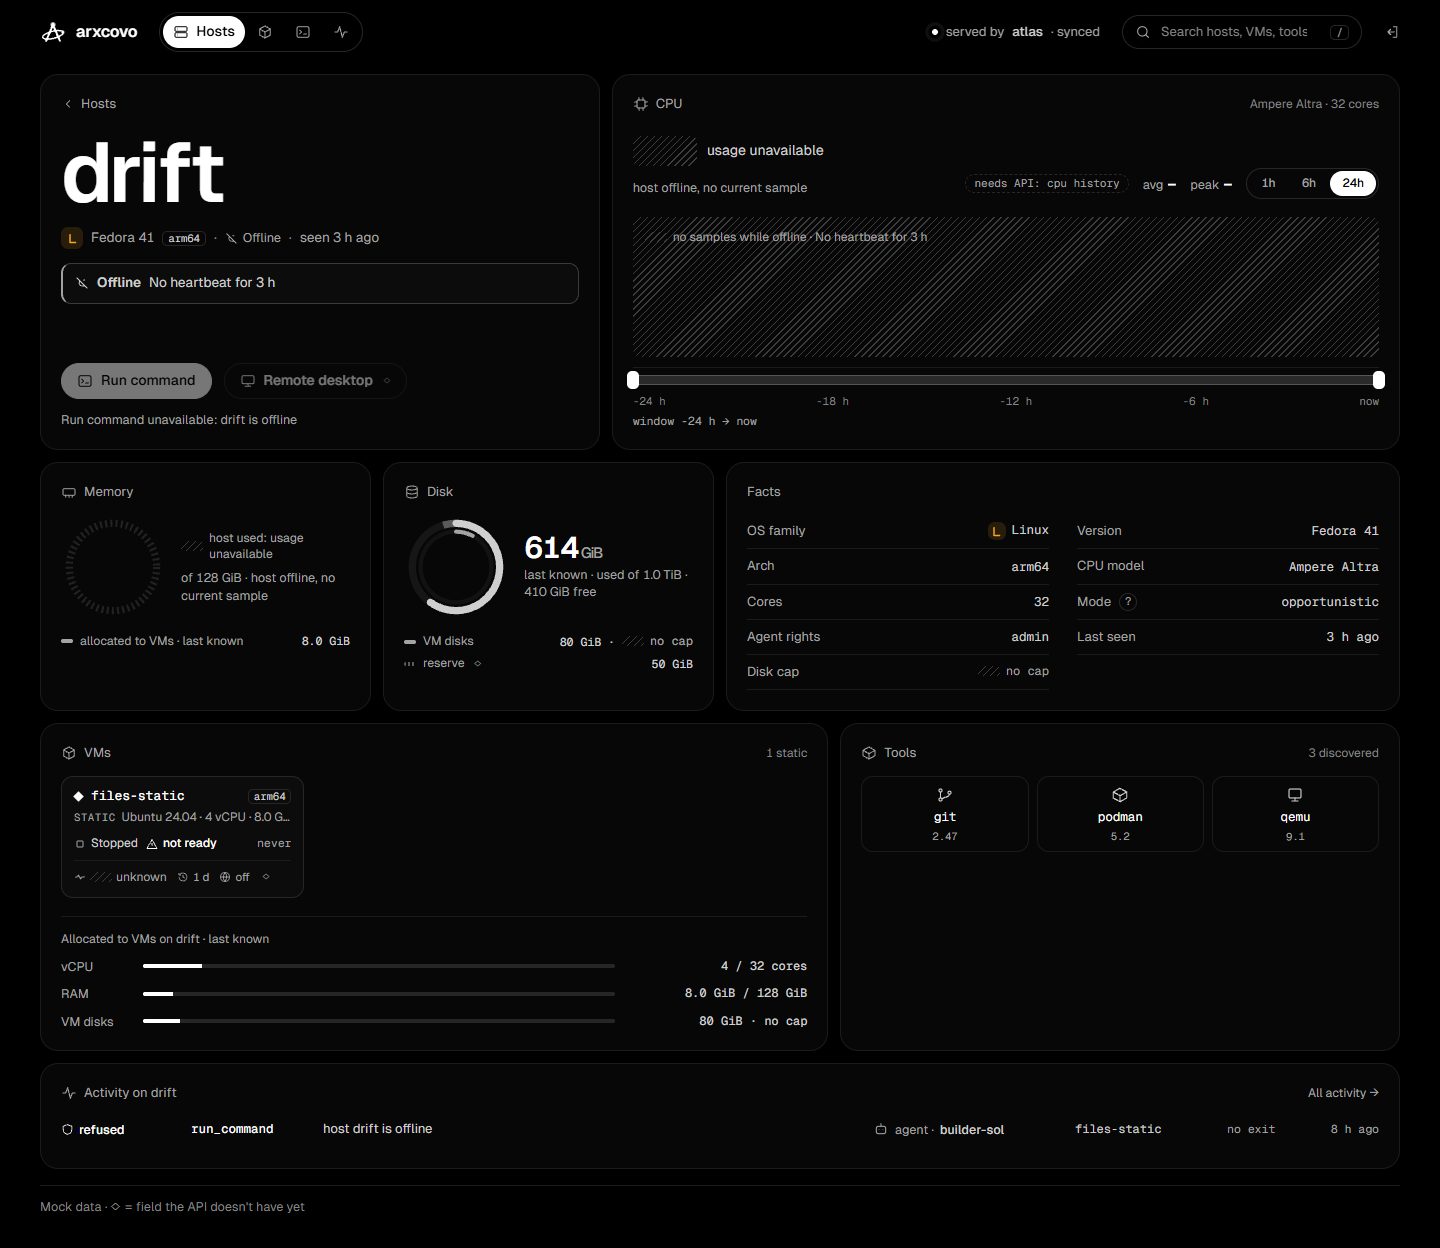 arxcovo
Hosts
served by atlas · synced
Search hosts, VMs, tools
/
Hosts
drift
L Fedora 41 arm64 · Offline · seen 3 h ago
Offline No heartbeat for 3 h
Run command
Remote desktop
Run command unavailable: drift is offline
CPU
Ampere Altra · 32 cores
usage unavailable
host offline, no current sample
needs API: cpu history
avg –
peak –
1h 6h 24h
no samples while offline · No heartbeat for 3 h
-24 h -18 h -12 h -6 h now
window -24 h → now
Memory
host used: usage
unavailable
of 128 GiB · host offline, no
current sample
allocated to VMs · last known 8.0 GiB
Disk
614 GiB
last known · used of 1.0 TiB ·
410 GiB free
VM disks 80 GiB · no cap
reserve 50 GiB
Facts
OS family L Linux
Version Fedora 41
Arch arm64
CPU model Ampere Altra
Cores 32
Mode ? opportunistic
Agent rights admin
Last seen 3 h ago
Disk cap no cap
VMs
1 static
files-static arm64
STATIC Ubuntu 24.04 · 4 vCPU · 8.0 G…
Stopped not ready never
unknown 1 d off
Allocated to VMs on drift · last known
vCPU 4 / 32 cores
RAM 8.0 GiB / 128 GiB
VM disks 80 GiB · no cap
Tools
3 discovered
git
2.47
podman
5.2
qemu
9.1
Activity on drift
All activity →
refused run_command host drift is offline agent · builder-sol files-static no exit 8 h ago
Mock data · ◇ = field the API doesn't have yet